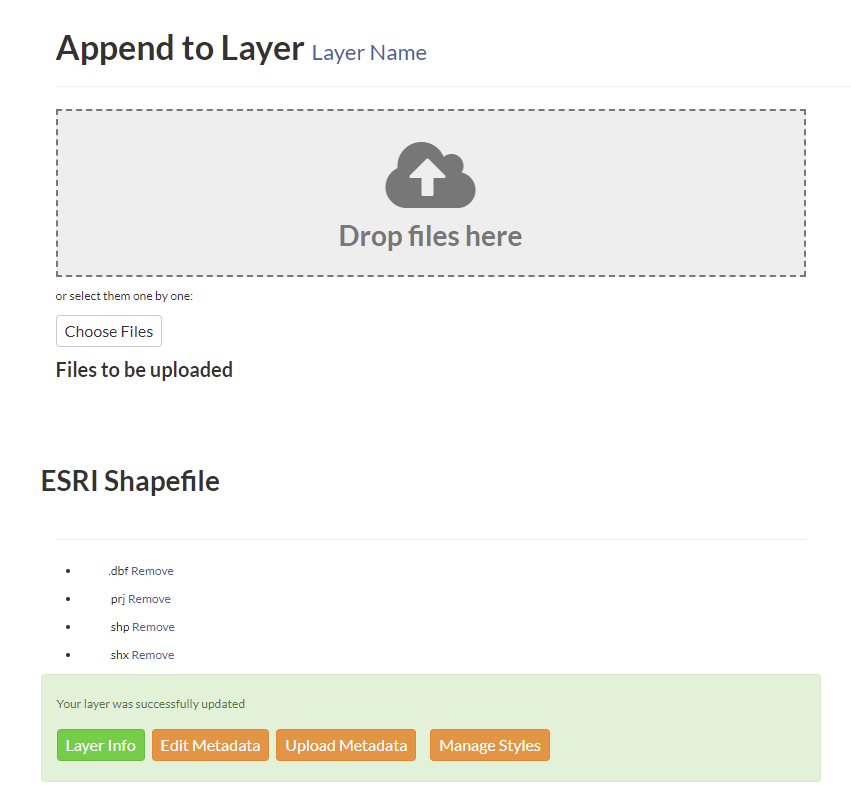 Append to Layer Layer Name
Drop files here
or select them one by one:
Choose Files
Files to be uploaded
ESRI Shapefile
.dbf Remove
prj Remove
shp Remove
shx Remove
Your layer was successfully updated
Layer Info Edit Metadata Upload Metadata Manage Styles